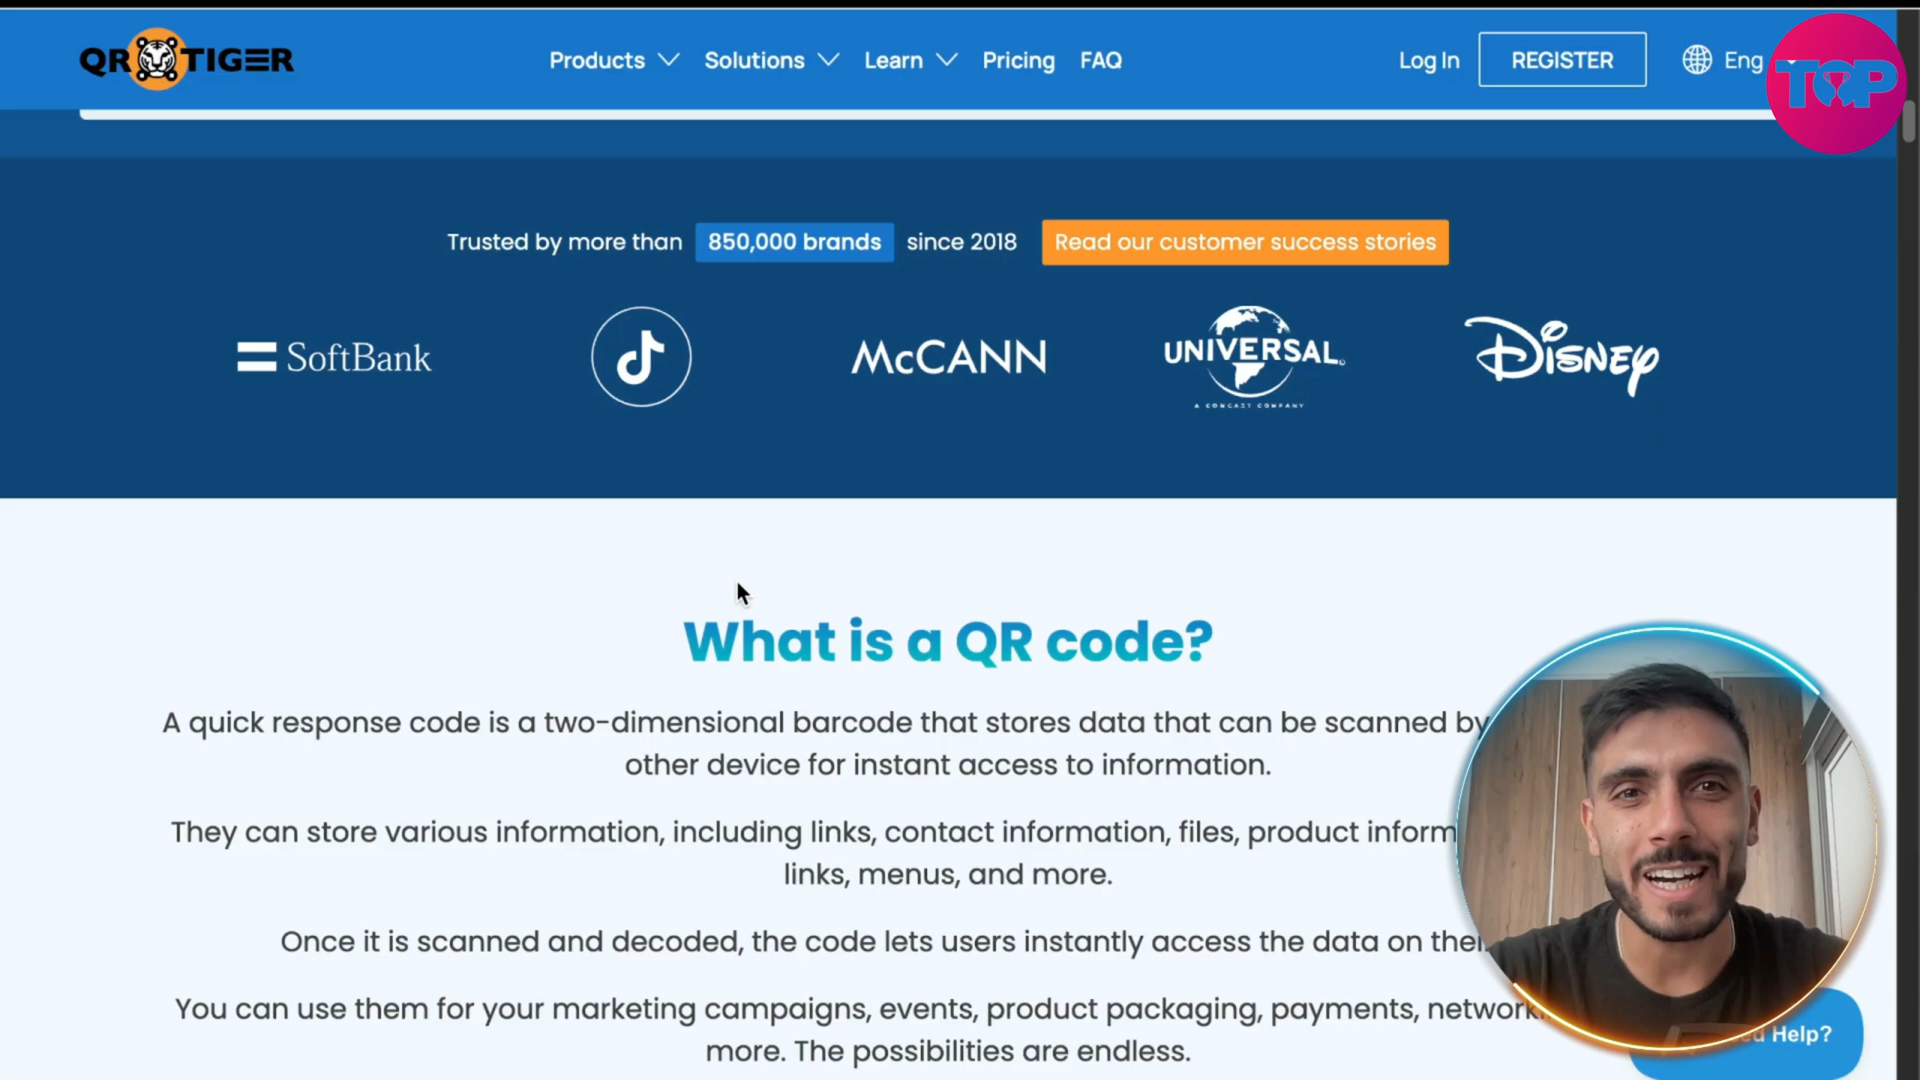 QR TIGER
Products
Solutions
Learn
Pricing
FAQ
Log In
REGISTER
Eng
TOP
Trusted by more than 850,000 brands since 2018 Read our customer success stories
SoftBank
McCANN
UNIVERSAL
A COMCAST COMPANY
DISNEY
What is a QR code?
A quick response code is a two-dimensional barcode that stores data that can be scanned by
other device for instant access to information.
They can store various information, including links, contact information, files, product inform
links, menus, and more.
Once it is scanned and decoded, the code lets users instantly access the data on
You can use them for your marketing campaigns, events, product packaging, payments,
more. The possibilities are endless.
Help?